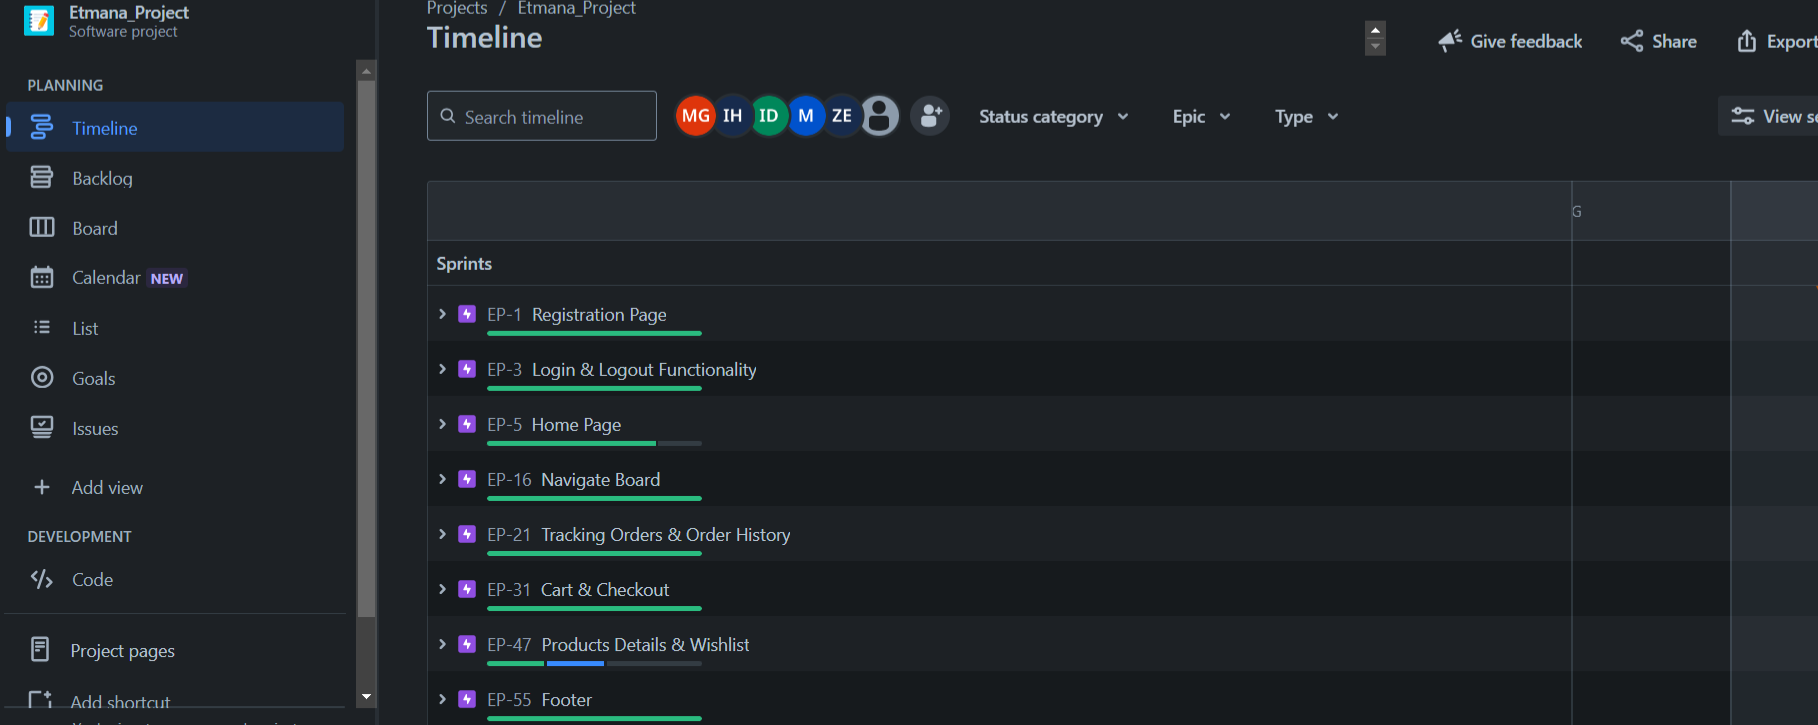 Etmana_Project
Software project
PLANNING
Timeline
Backlog
Board
Calendar NEW
List
Goals
Issues
Add view
DEVELOPMENT
Code
Project pages
Add shortcut
Projects / Etmana_Project
Timeline
Give feedback
Share
Export
Search timeline
MG IH ID M ZE
Status category
Epic
Type
View
G
Sprints
EP-1 Registration Page
EP-3 Login & Logout Functionality
EP-5 Home Page
EP-16 Navigate Board
EP-21 Tracking Orders & Order History
EP-31 Cart & Checkout
EP-47 Products Details & Wishlist
EP-55 Footer